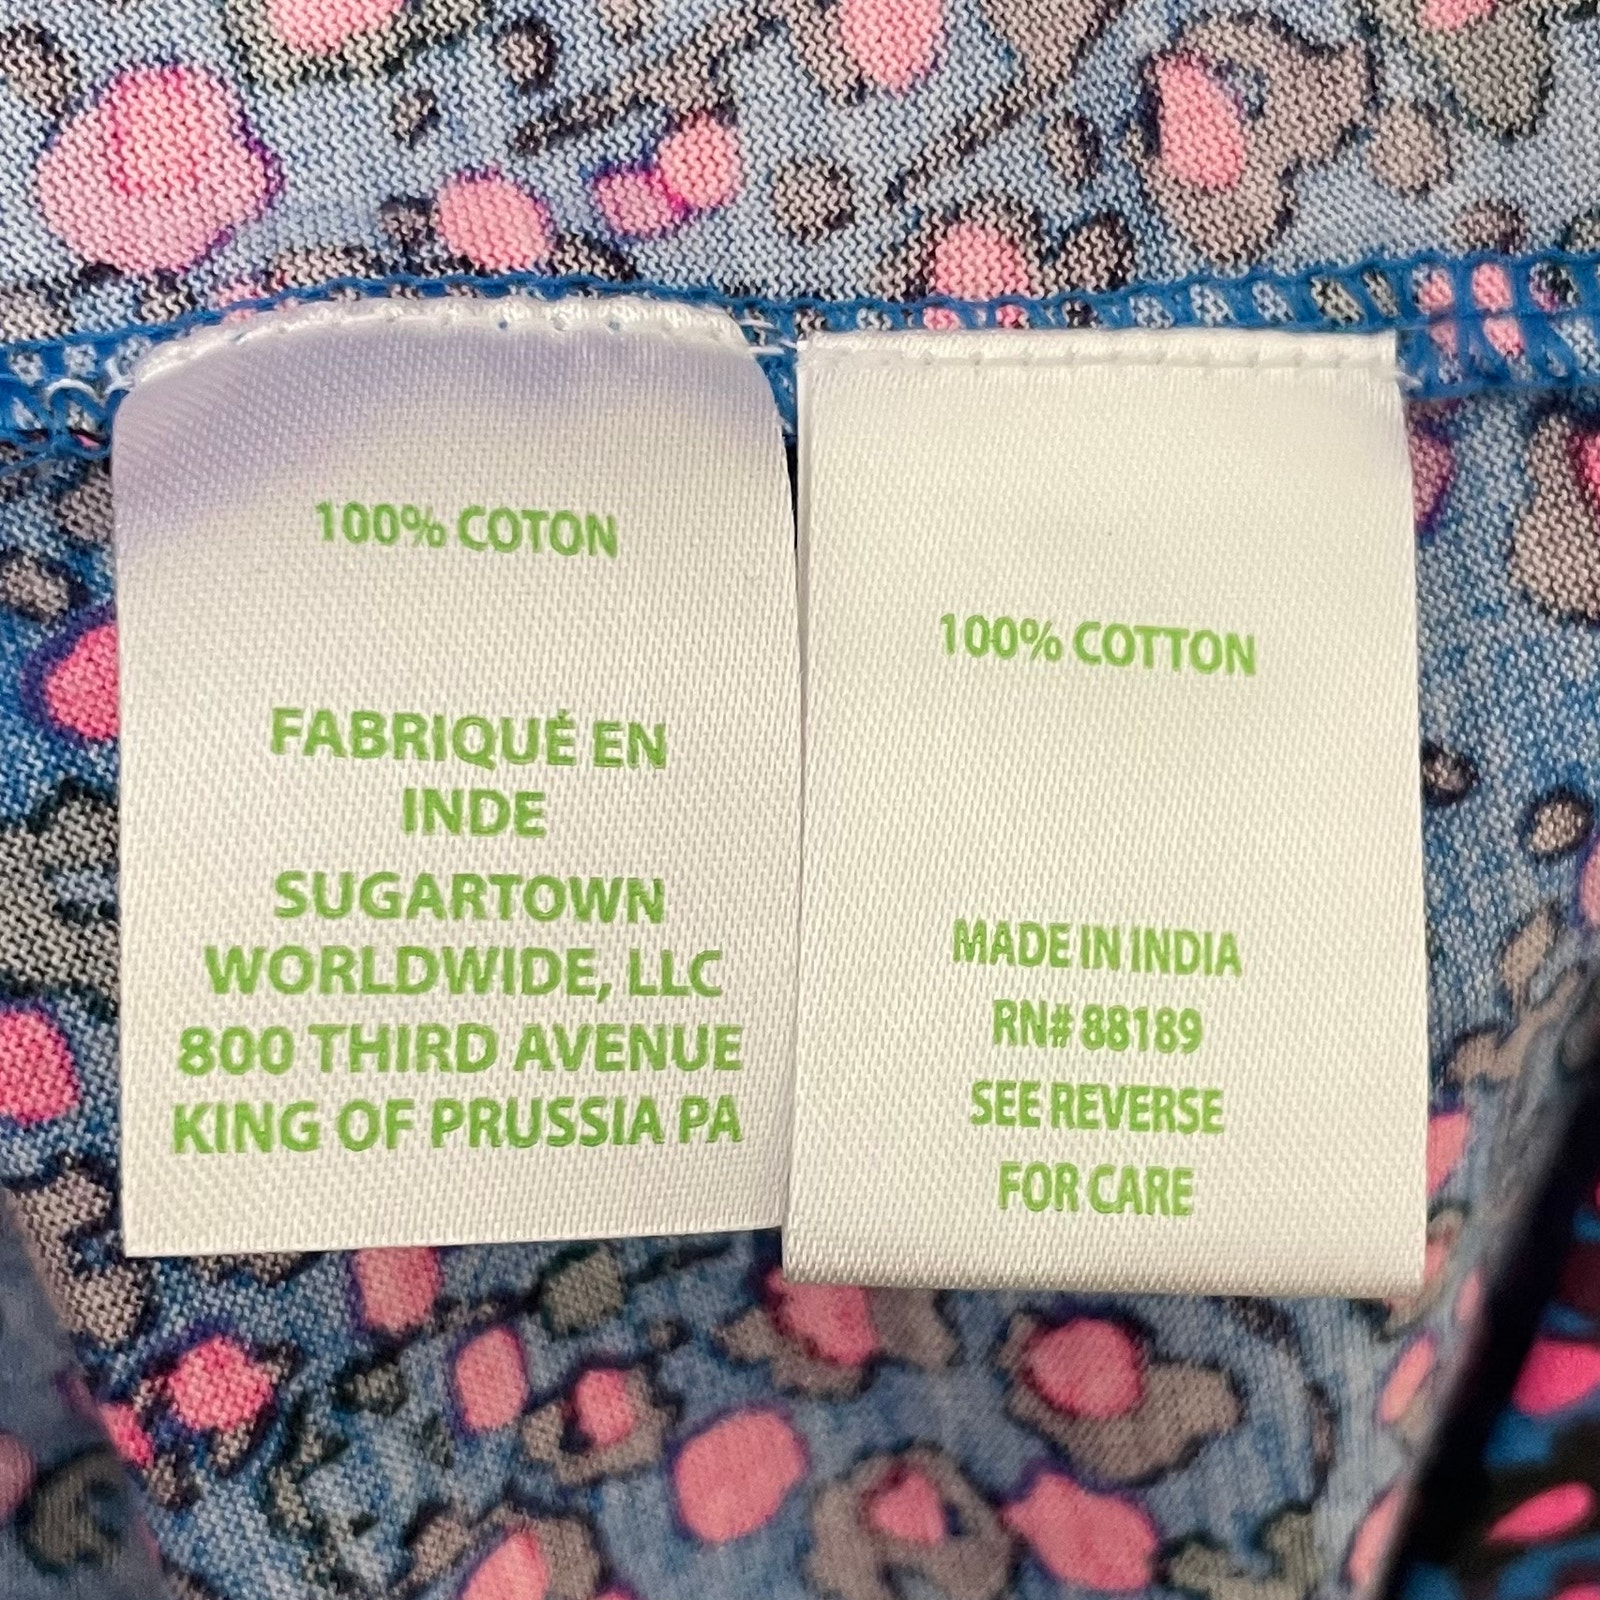 100% COTON
FABRIQUÉ EN
INDE
SUGARTOWN
WORLDWIDE, LLC
800 THIRD AVENUE
KING OF PRUSSIA PA
100% COTTON
MADE IN INDIA
RN# 88189
SEE REVERSE
FOR CARE